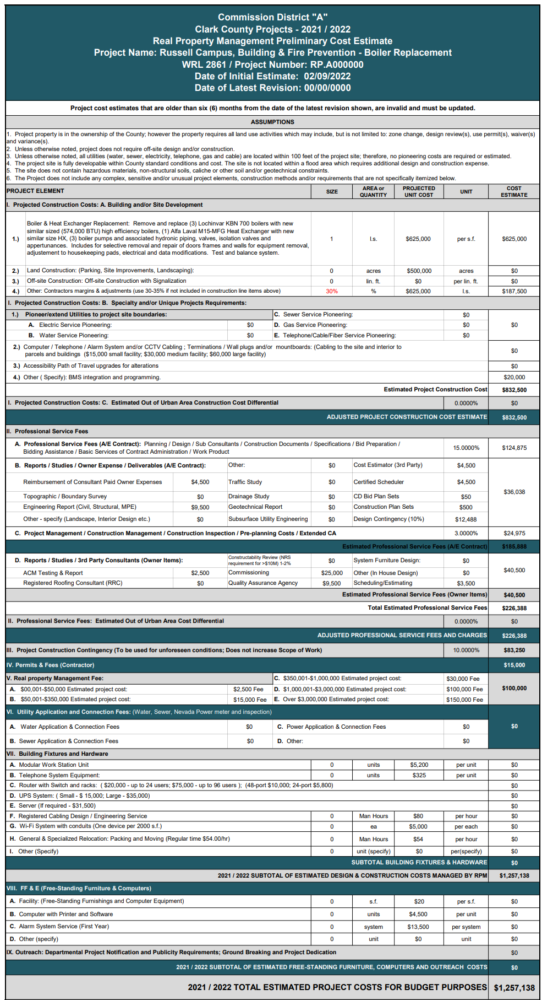 Commission District "A"
Clark County Projects - 2021 / 2022
Real Property Management Preliminary Cost Estimate
Project Name: Russell Campus, Building & Fire Prevention - Boiler Replacement
WRL 2861 / Project Number: RP.A000000
Date of Initial Estimate: 02/09/2022
Date of Latest Revision: 00/00/0000
Project cost estimates that are older than six (6) months from the date of the latest revision shown, are invalid and must be updated.
ASSUMPTIONS
1. Project property is in the ownership of the County; however the property requires all land use activities which may include, but is not limited to: zone change, design review(s), use permit(s), waiver(s)
and variance(s).
2. Unless otherwise noted, project does not require off-site design and/or construction.
3. Unless otherwise noted, all utilities (water, sewer, electricity, telephone, gas and cable) are located within 100 feet of the project site; therefore, no pioneering costs are required or estimated.
4. The project site is fully developable within County standard conditions and cost. The site is not located within a flood area which requires additional design and construction expense.
5. The site does not contain hazardous materials, non-structural soils, caliche or other soil and/or geotechnical constraints.
6. The Project does not include any complex, sensitive and/or unusual project elements, construction methods and/or requirements that are not specifically itemized below.
PROJECT ELEMENT SIZE AREA or QUANTITY PROJECTED UNIT COST UNIT COST ESTIMATE
I. Projected Construction Costs: A. Building and/or Site Development
Boiler & Heat Exchanger Replacement: Remove and replace (3) Lochinvar KBN 700 boilers with new
similar sized (574,000 BTU) high efficiency boilers, (1) Alfa Laval M15-MFG Heat Exchanger with new
1.) similar size HX, (3) boiler pumps and associated hydronic piping, valves, isolation valves and 1 l.s. $625,000 per s.f. $625,000
appertunances. Includes for selective removal and repair of doors frames and walls for equipment removal,
adjustement to housekeeping pads, electrical and data modifications. Test and balance system.
2.) Land Construction: (Parking, Site Improvements, Landscaping): 0 acres $500,000 acres $0
3.) Off-site Construction: Off-site Construction with Signalization 0 lin. ft. $0 per lin. ft. $0
4.) Other: Contractors margins & adjustments (use 30-35% if not included in construction line items above) 30% % $625,000 l.s. $187,500
I. Projected Construction Costs: B. Specialty and/or Unique Projects Requirements:
1.) Pioneer/extend Utilities to project site boundaries: C. Sewer Service Pioneering: $0
A. Electric Service Pioneering: $0 D. Gas Service Pioneering: $0 $0
B. Water Service Pioneering: $0 E. Telephone/Cable/Fiber Service Pioneering: $0
2.) Computer / Telephone / Alarm System and/or CCTV Cabling ; Terminations / Wall plugs and/or mountboards: (Cabling to the site and interior to
parcels and buildings ($15,000 small facility; $30,000 medium facility; $60,000 large facility) $0
3.) Accessibility Path of Travel upgrades for alterations $0
4.) Other ( Specify): BMS integration and programming. $20,000
Estimated Project Construction Cost $832,500
I. Projected Construction Costs: C. Estimated Out of Urban Area Construction Cost Differential 0.0000% $0
ADJUSTED PROJECT CONSTRUCTION COST ESTIMATE $832,500
II. Professional Service Fees
A. Professional Service Fees (A/E Contract): Planning / Design / Sub Consultants / Construction Documents / Specifications / Bid Preparation /
Bidding Assistance / Basic Services of Contract Administration / Work Product 15.0000% $124,875
B. Reports / Studies / Owner Expense / Deliverables (A/E Contract): Other: $0 Cost Estimator (3rd Party) $4,500
Reimbursement of Consultant Paid Owner Expenses $4,500 Traffic Study $0 Certified Scheduler $4,500
$36,038
Topographic / Boundary Survey $0 Drainage Study $0 CD Bid Plan Sets $50
Engineering Report (Civil, Structural, MPE) $9,500 Geotechnical Report $0 Construction Plan Sets $500
Other - specify (Landscape, Interior Design etc.) $0 Subsurface Utility Engineering $0 Design Contingency (10%) $12,488
C. Project Management / Construction Management / Construction Inspection / Pre-planning Costs / Extended CA 3.0000% $24,975
Estimated Professional Service Fees (A/E Contract) $185,888
D. Reports / Studies / 3rd Party Consultants (Owner Items): Constructability Review (NRS requirement for >$10M) 1-2% $0 System Furniture Design: $0
$40,500
ACM Testing & Report $2,500 Commissioning $25,000 Other (In House Design) $0
Registered Roofing Consultant (RRC) $0 Quality Assurance Agency $9,500 Scheduling/Estimating $3,500
Estimated Professional Service Fees (Owner Items) $40,500
Total Estimated Professional Service Fees $226,388
II. Professional Service Fees: Estimated Out of Urban Area Cost Differential 0.0000% $0
ADJUSTED PROFESSIONAL SERVICE FEES AND CHARGES $226,388
III. Project Construction Contingency (To be used for unforeseen conditions; Does not increase Scope of Work) 10.0000% $83,250
IV. Permits & Fees (Contractor) $15,000
V. Real property Management Fee: C. $350,001-$1,000,000 Estimated project cost: $30,000 Fee
A. $00,001-$50,000 Estimated project cost: $2,500 Fee D. $1,000,001-$3,000,000 Estimated project cost: $100,000 Fee $100,000
B. $50,001-$350,000 Estimated project cost: $15,000 Fee E. Over $3,000,000 Estimated project cost: $150,000 Fee
VI. Utility Application and Connection Fees: (Water, Sewer, Nevada Power meter and inspection)
A. Water Application & Connection Fees $0 C. Power Application & Connection Fees $0 $0
B. Sewer Application & Connection Fees $0 D. Other: $0
VII. Building Fixtures and Hardware
A. Modular Work Station Unit 0 units $5,200 per unit $0
B. Telephone System Equipment: 0 units $325 per unit $0
C. Router with Switch and racks: ( $20,000 - up to 24 users; $75,000 - up to 96 users ); (48-port $10,000; 24-port $5,800) $0
D. UPS System: ( Small - $ 15,000; Large - $35,000) $0
E. Server (If required - $31,500) $0
F. Registered Cabling Design / Engineering Service 0 Man Hours $80 per hour $0
G. Wi-Fi System with conduits (One device per 2000 s.f.) 0 ea $5,000 per each $0
H. General & Specialized Relocation: Packing and Moving (Regular time $54.00/hr) 0 Man Hours $54 per hour $0
I. Other (Specify) 0 unit (specify) $0 per(specify) $0
SUBTOTAL BUILDING FIXTURES & HARDWARE $0
2021 / 2022 SUBTOTAL OF ESTIMATED DESIGN & CONSTRUCTION COSTS MANAGED BY RPM $1,257,138
VIII. FF & E (Free-Standing Furniture & Computers)
A. Facility: (Free-Standing Furnishings and Computer Equipment) 0 s.f. $20 per s.f. $0
B. Computer with Printer and Software 0 units $4,500 per unit $0
C. Alarm System Service (First Year) 0 system $13,500 per system $0
D. Other (specify) 0 unit $0 unit $0
IX. Outreach: Departmental Project Notification and Publicity Requirements; Ground Breaking and Project Dedication $0
2021 / 2022 SUBTOTAL OF ESTIMATED FREE-STANDING FURNITURE, COMPUTERS AND OUTREACH COSTS $0
2021 / 2022 TOTAL ESTIMATED PROJECT COSTS FOR BUDGET PURPOSES $1,257,138